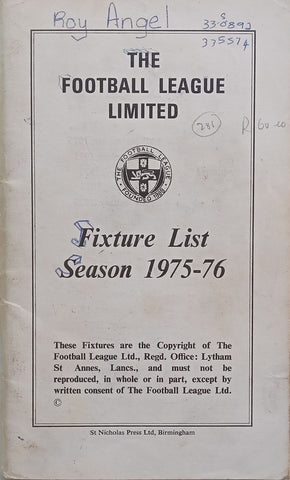 Roy Angel
THE
FOOTBALL LEAGUE
LIMITED
THE FOOTBALL LEAGUE
FOUNDED 1888
Fixture List
Season 1975-76
These Fixtures are the Copyright of The
Football League Ltd., Regd. Office: Lytham
St Annes, Lancs., and must not be
reproduced, in whole or in part, except by
written consent of The Football League Ltd.
©
St Nicholas Press Ltd, Birmingham